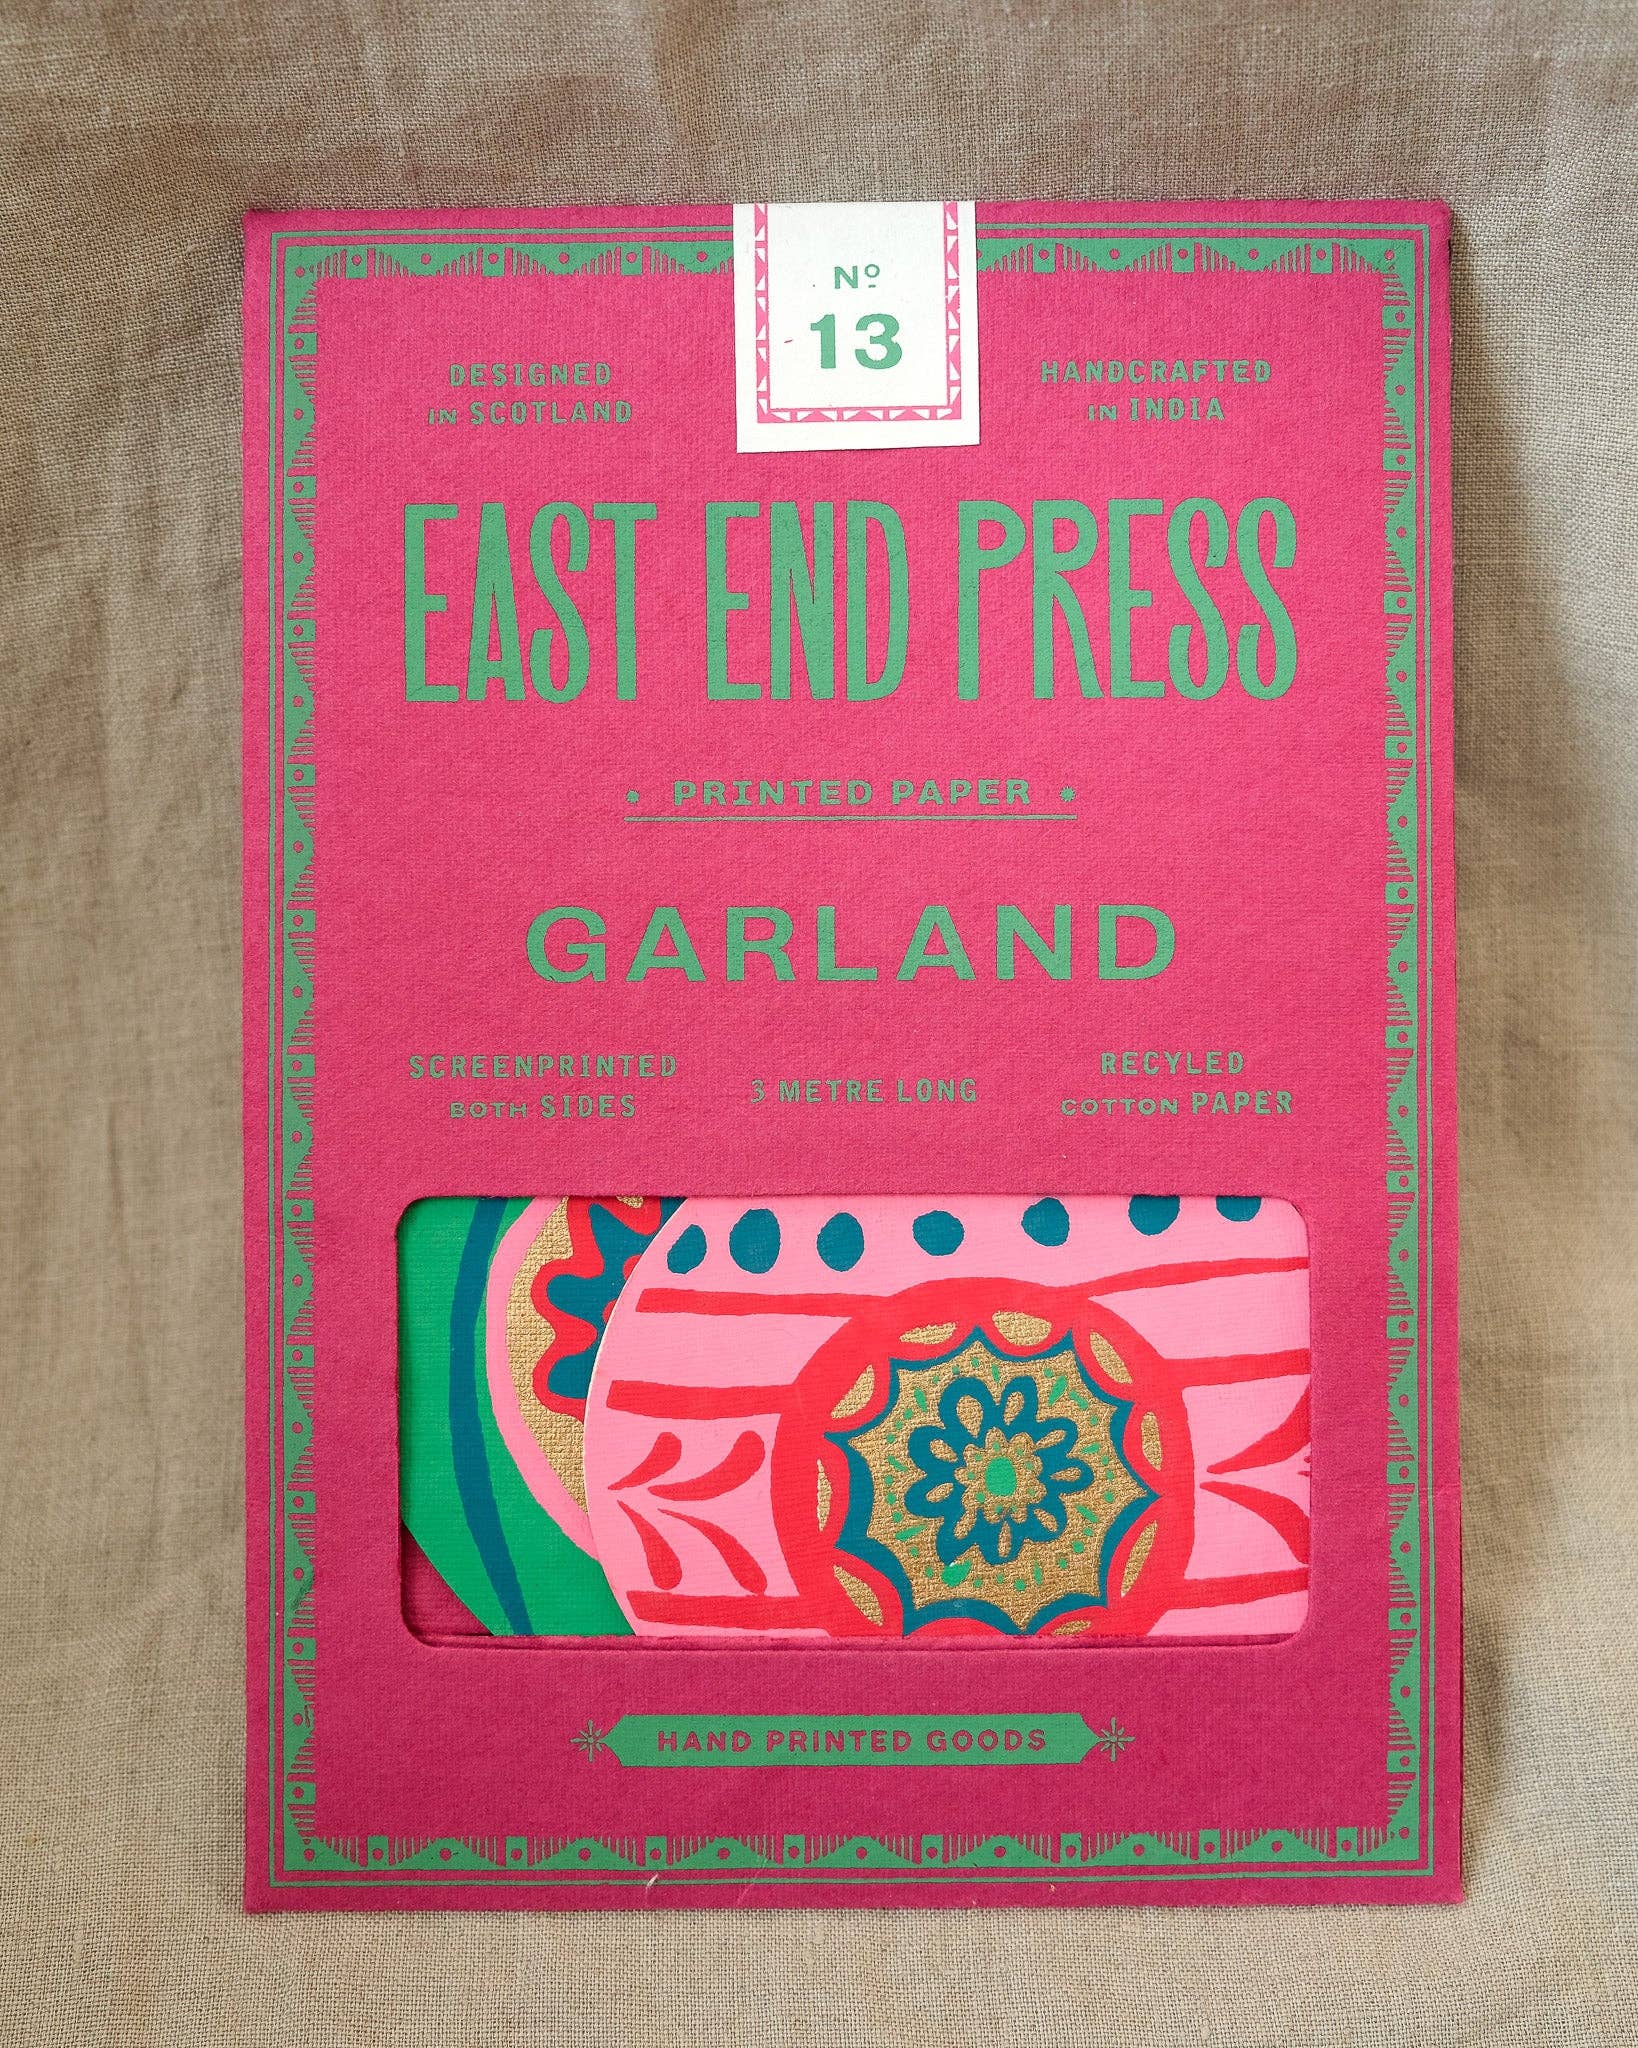 Nº
13
DESIGNED
IN SCOTLAND
HANDCRAFTED
IN INDIA
EAST END PRESS
PRINTED PAPER
GARLAND
SCREENPRINTED
BOTH SIDES
3 METRE LONG
RECYLED
COTTON PAPER
HAND PRINTED GOODS